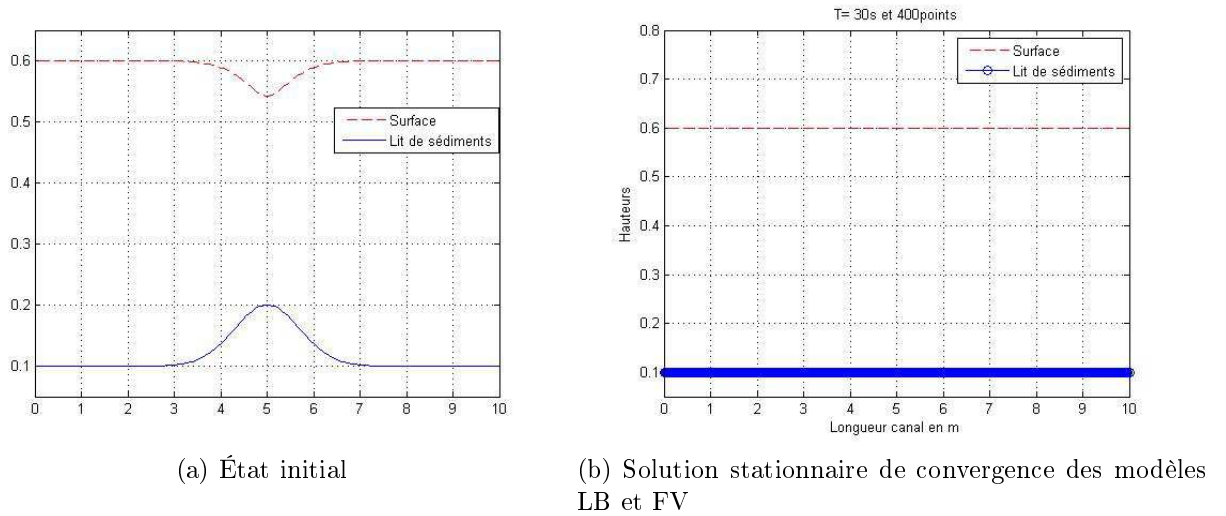 0.6
0.5
0.4
0.3
0.2
0.1
0 1 2 3 4 5 6 7 8 9 10
Surface
Lit de sédiments
(a) État initial
T= 30s et 400points
0.8
0.7
0.6
0.5
0.4
0.3
0.2
0.1
Hauteurs
0 1 2 3 4 5 6 7 8 9 10
Longueur canal en m
Surface
Lit de sédiments
(b) Solution stationnaire de convergence des modèles
LB et FV